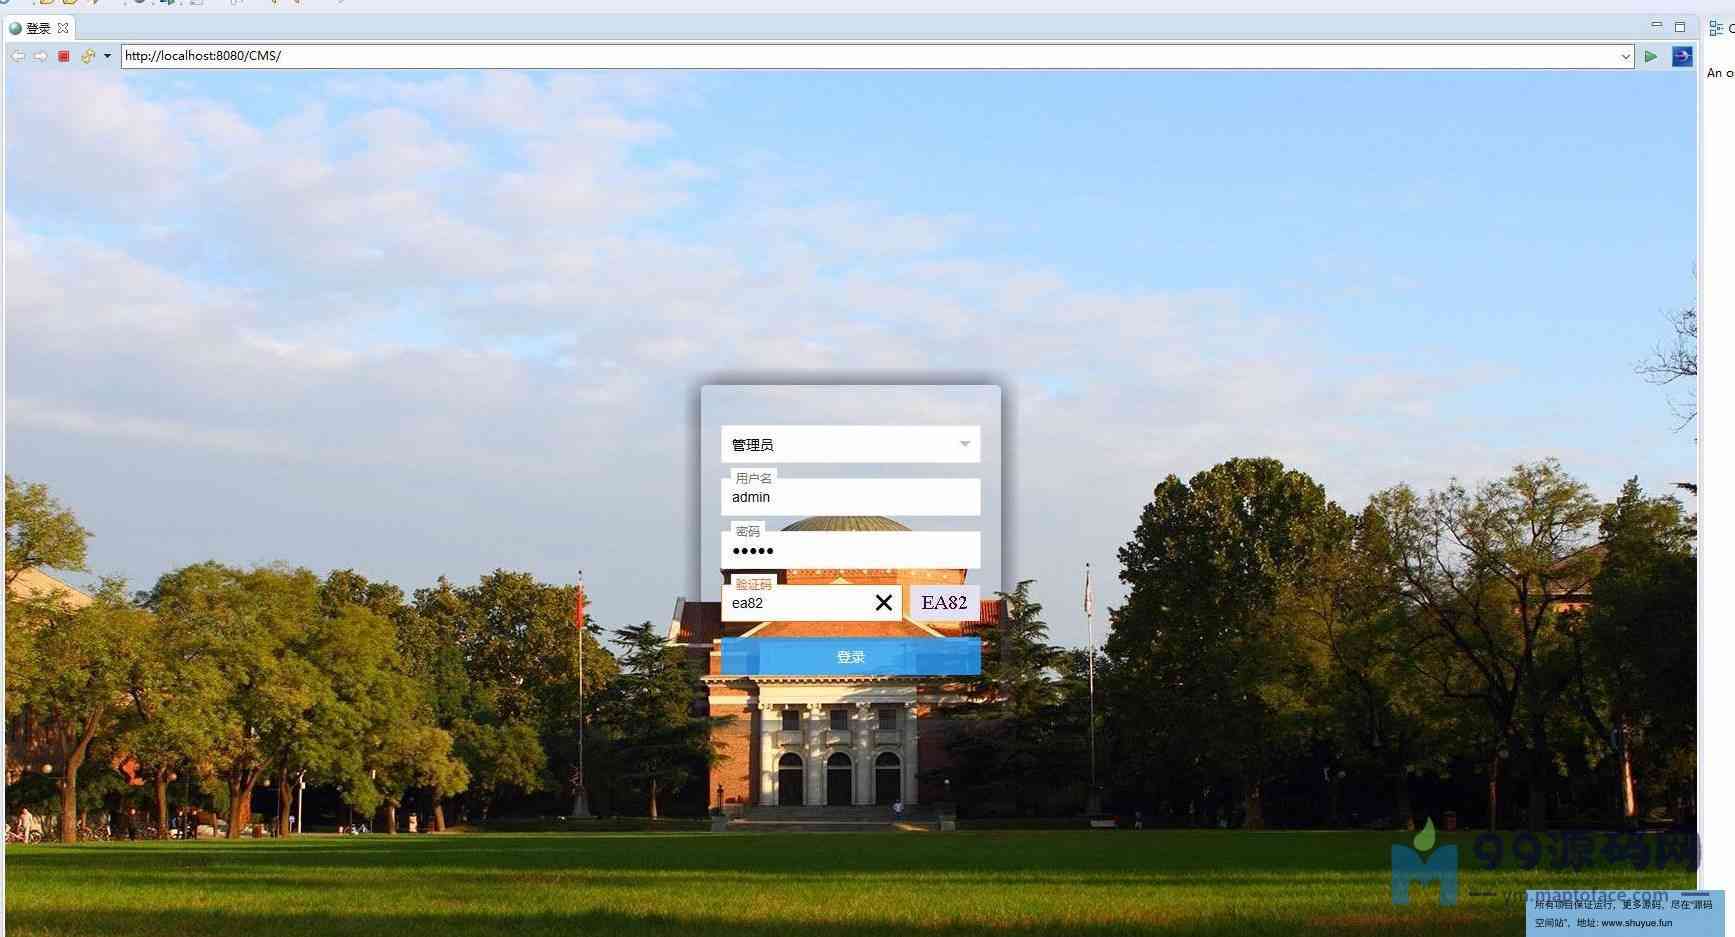 登录
http://localhost:8080/CMS/
An o
管理员
用户名
admin
密码
验证码
ea82
EA82
登录
99源码网
ym.maptoface.com
所有项目保证运行，更多源码，尽在“源码
空间站”，地址: www.shuyue.fun